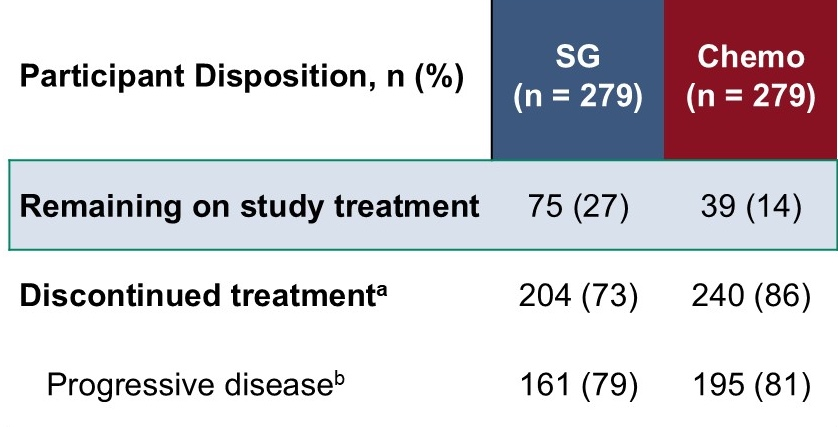 Participant Disposition, n (%) SG (n = 279) Chemo (n = 279)
Remaining on study treatment 75 (27) 39 (14)
Discontinued treatmentᵃ 204 (73) 240 (86)
Progressive diseaseᵇ 161 (79) 195 (81)